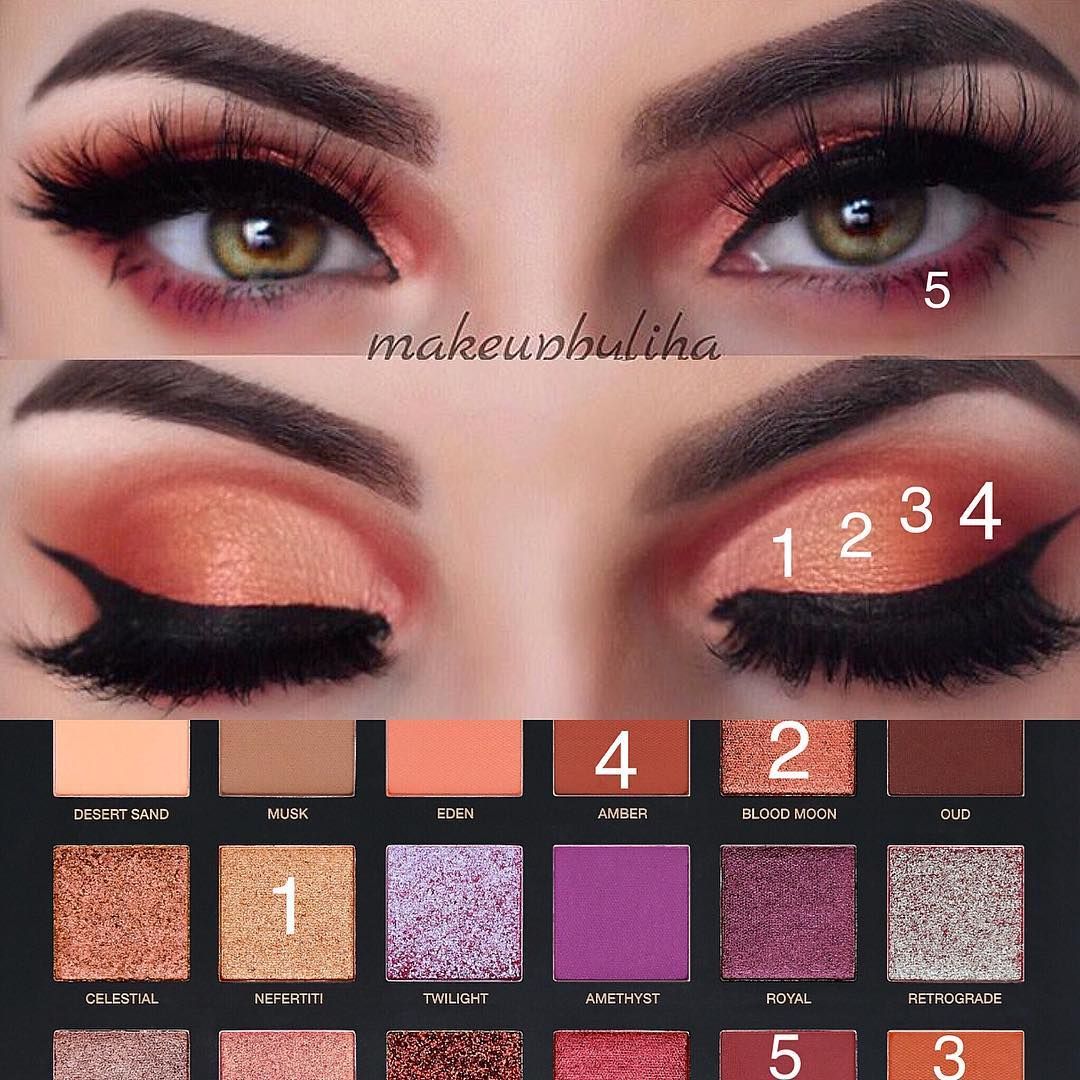 5
makeupbyliha
1 2 3 4
4 2
DESERT SAND MUSK EDEN AMBER BLOOD MOON OUD
1
CELESTIAL NEFERTITI TWILIGHT AMETHYST ROYAL RETROGRADE
5 3